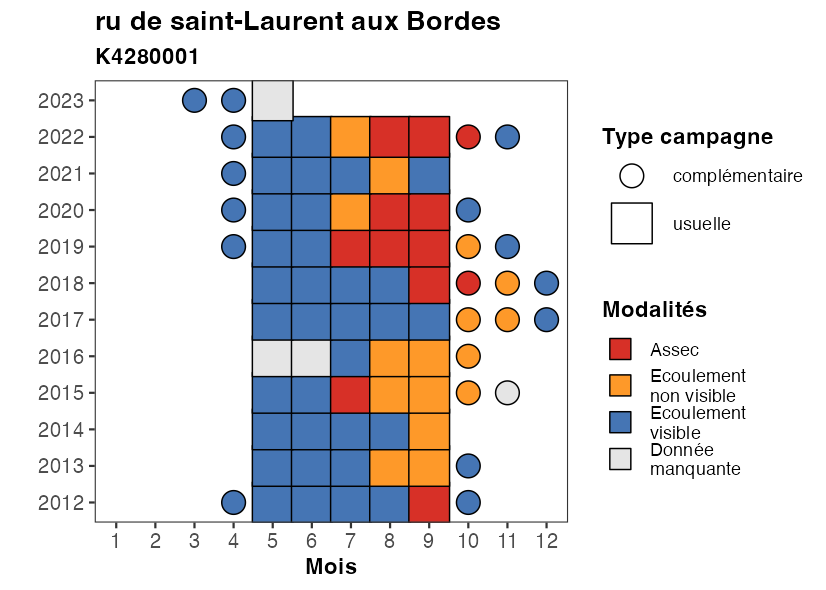 ru de saint-Laurent aux Bordes
K4280001
2023
2022
2021
2020
2019
2018
2017
2016
2015
2014
2013
2012
1 2 3 4 5 6 7 8 9 10 11 12
Mois
Type campagne
complémentaire
usuelle
Modalités
Assec
Ecoulement
non visible
Ecoulement
visible
Donnée
manquante